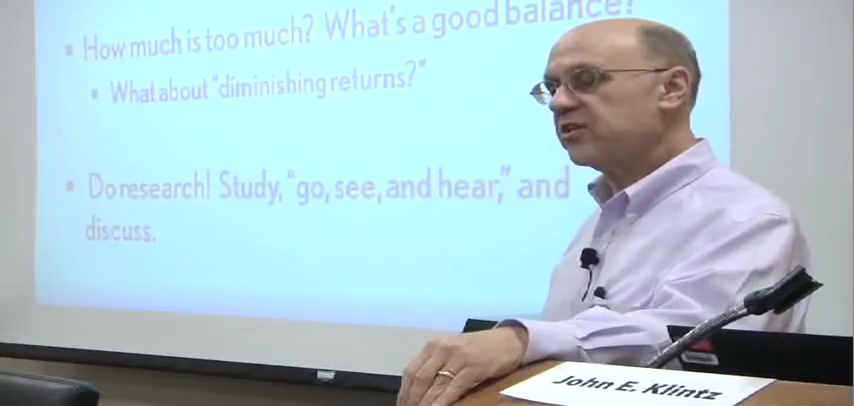 How much is too much? What's a good balance?
What about "diminishing returns?"
Do research! Study, "go, see, and hear," and
discuss.
John E. Klintz